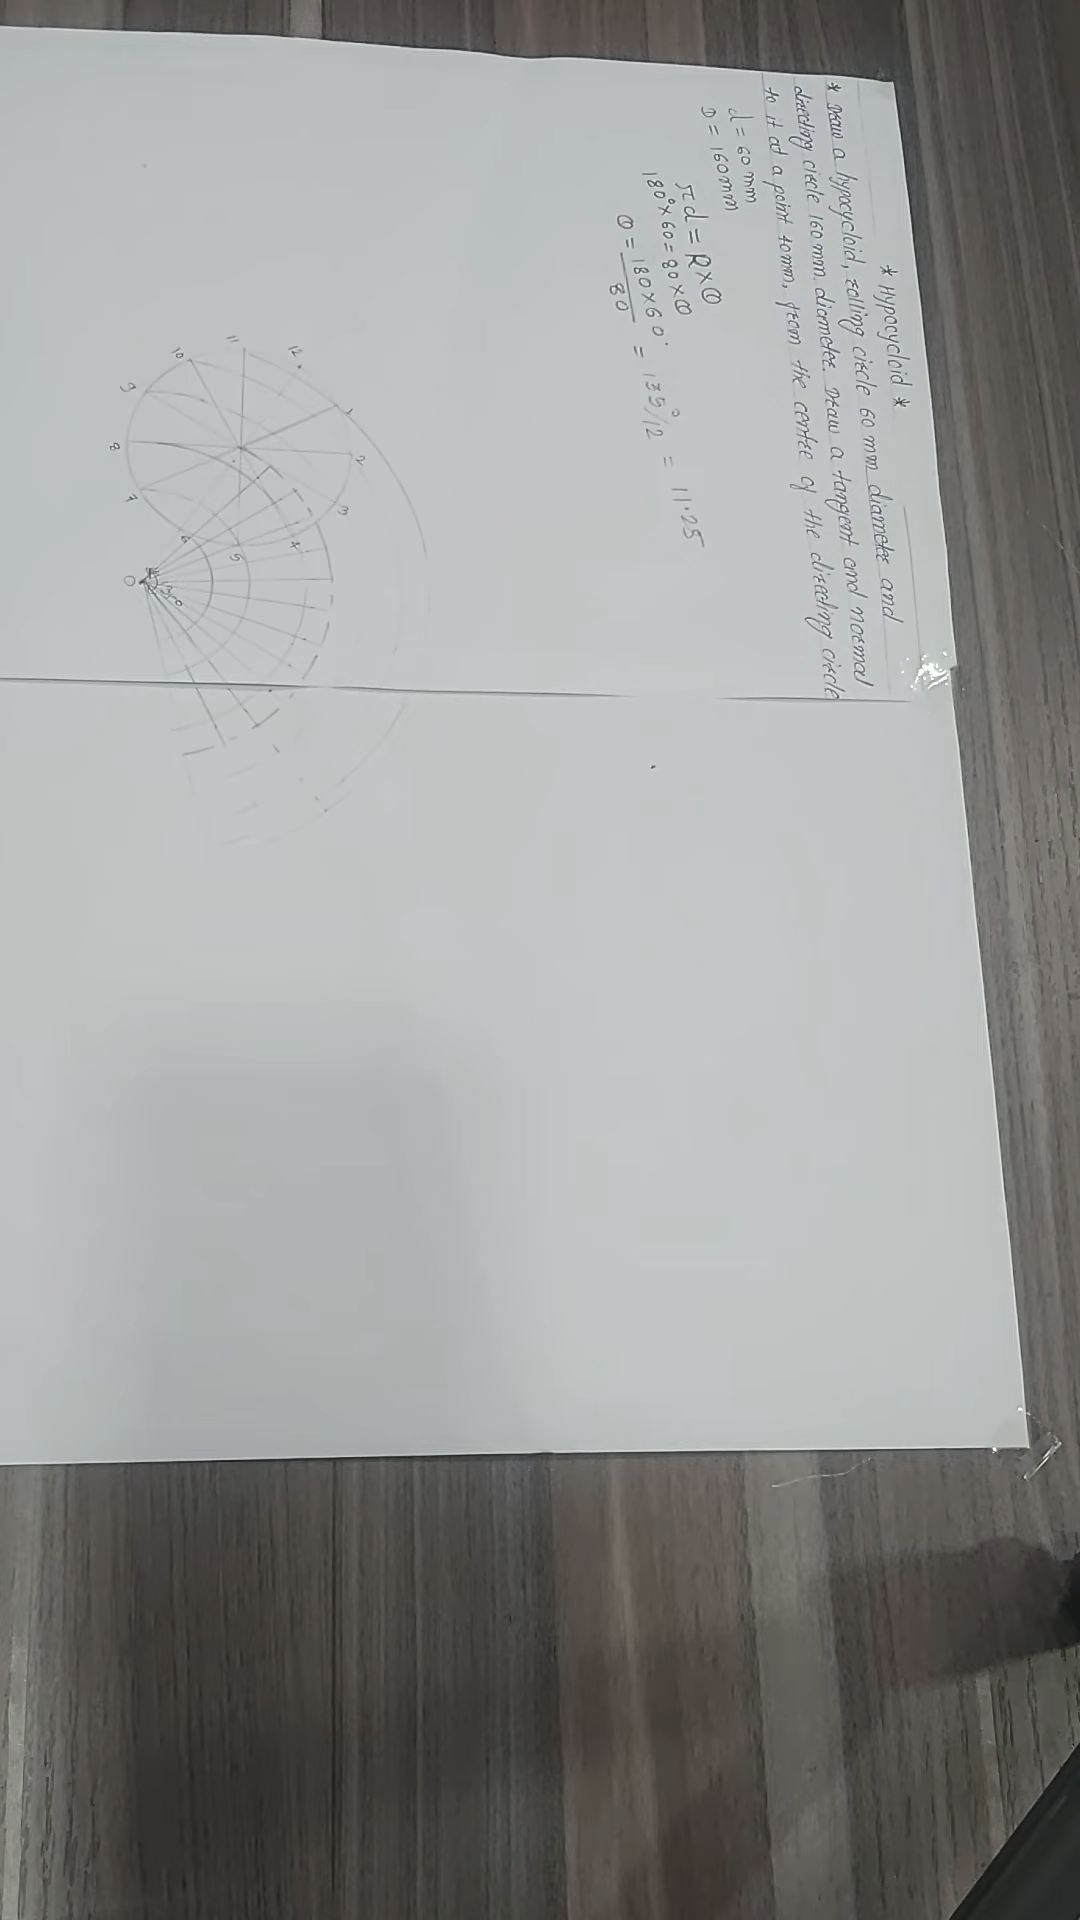 * Hypocycloid *
* Draw a hypocycloid, rolling circle 60 mm diameter and
directing circle 160 mm diameter. Draw a tangent and normal
to it at a point 40mm, from the centre of the directing circle
d = 60 mm
D = 160mm
πd = R×θ
180°×60 = 80×θ
θ = 180×60 = 135°/12 = 11.25
80
12
11
10
9
8
7
1
2
3
4
5
6
O
135°